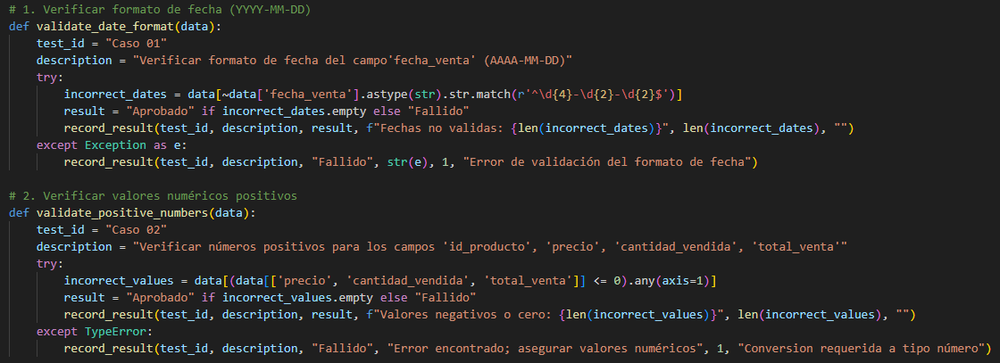 # 1. Verificar formato de fecha (YYYY-MM-DD)
def validate_date_format(data):
    test_id = "Caso 01"
    description = "Verificar formato de fecha del campo'fecha_venta' (AAAA-MM-DD)"
    try:
        incorrect_dates = data[~data['fecha_venta'].astype(str).str.match(r'^\d{4}-\d{2}-\d{2}$')]
        result = "Aprobado" if incorrect_dates.empty else "Fallido"
        record_result(test_id, description, result, f"Fechas no validas: {len(incorrect_dates)}", len(incorrect_dates), "")
    except Exception as e:
        record_result(test_id, description, "Fallido", str(e), 1, "Error de validación del formato de fecha")

# 2. Verificar valores numéricos positivos
def validate_positive_numbers(data):
    test_id = "Caso 02"
    description = "Verificar números positivos para los campos 'id_producto', 'precio', 'cantidad_vendida', 'total_venta'"
    try:
        incorrect_values = data[(data[['precio', 'cantidad_vendida', 'total_venta']] <= 0).any(axis=1)]
        result = "Aprobado" if incorrect_values.empty else "Fallido"
        record_result(test_id, description, result, f"Valores negativos o cero: {len(incorrect_values)}", len(incorrect_values), "")
    except TypeError:
        record_result(test_id, description, "Fallido", "Error encontrado; asegurar valores numéricos", 1, "Conversion requerida a tipo número")